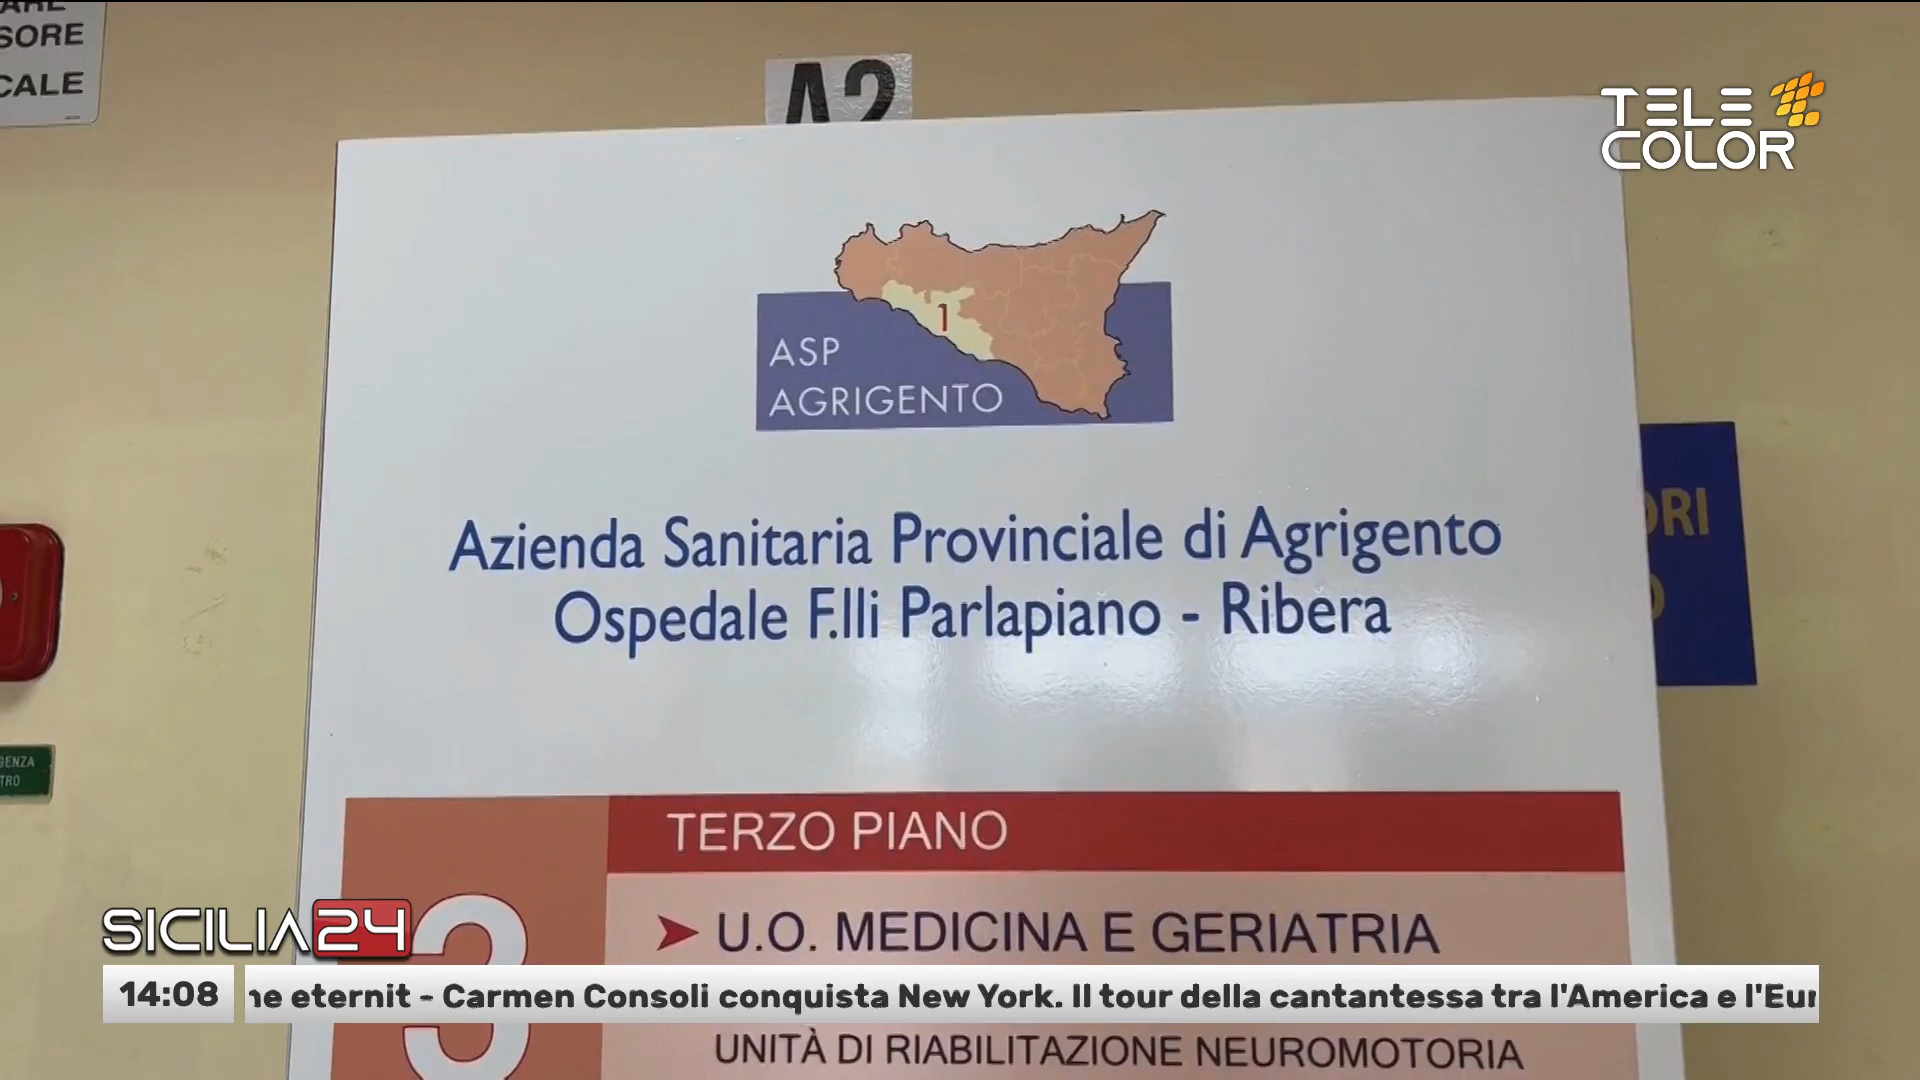 SORE
CALE
A2
TELE
COLOR
1
ASP
AGRIGENTO
Azienda Sanitaria Provinciale di Agrigento
Ospedale F.lli Parlapiano - Ribera
TERZO PIANO
3
U.O. MEDICINA E GERIATRIA
SICILIA24
14:08
eternit - Carmen Consoli conquista New York. Il tour della cantantessa tra l'America e l'Eur
UNITÀ DI RIABILITAZIONE NEUROMOTORIA